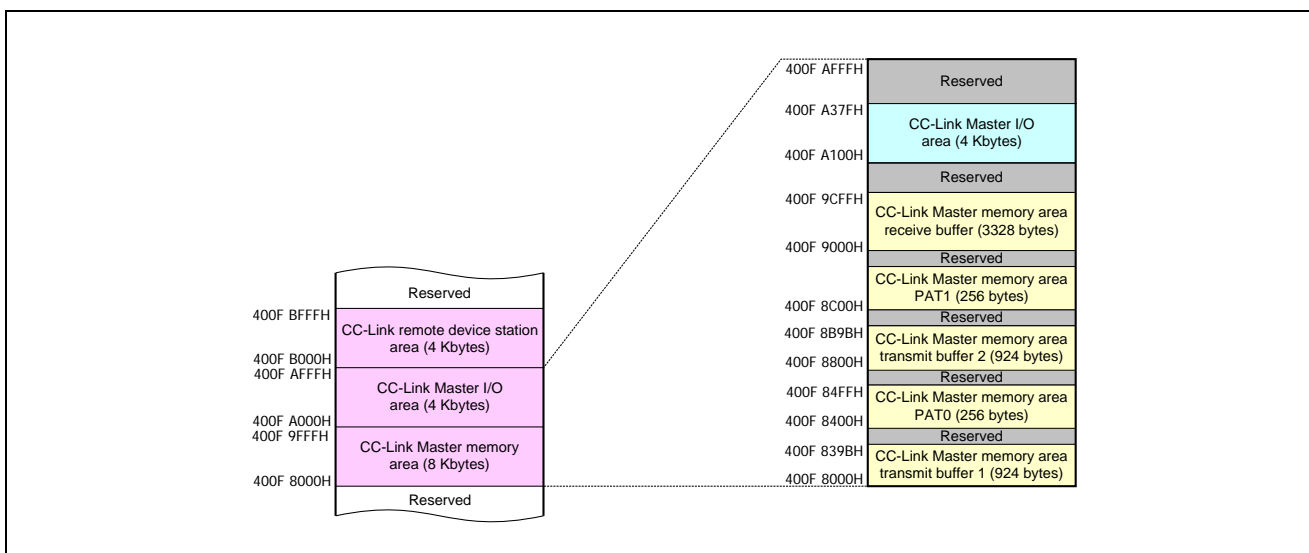 Reserved
400F BFFFH
CC-Link remote device station
area (4 Kbytes)
400F B000H
400F AFFFH
CC-Link Master I/O
area (4 Kbytes)
400F A000H
400F 9FFFH
CC-Link Master memory
area (8 Kbytes)
400F 8000H
Reserved
400F AFFFH
Reserved
400F A37FH
CC-Link Master I/O
area (4 Kbytes)
400F A100H
Reserved
400F 9CFFH
CC-Link Master memory area
receive buffer (3328 bytes)
400F 9000H
Reserved
CC-Link Master memory area
PAT1 (256 bytes)
400F 8C00H
Reserved
400F 8B9BH
CC-Link Master memory area
transmit buffer 2 (924 bytes)
400F 8800H
Reserved
400F 84FFH
CC-Link Master memory area
PAT0 (256 bytes)
400F 8400H
Reserved
400F 839BH
CC-Link Master memory area
transmit buffer 1 (924 bytes)
400F 8000H